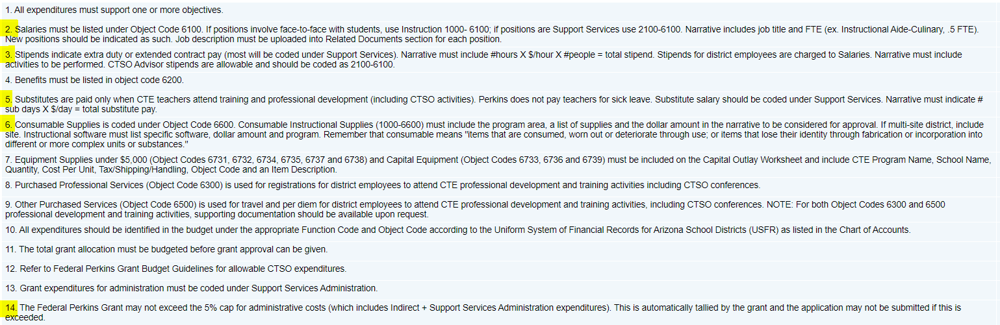 1. All expenditures must support one or more objectives.
2. Salaries must be listed under Object Code 6100. If positions involve face-to-face with students, use Instruction 1000- 6100; if positions are Support Services use 2100-6100. Narrative includes job title and FTE (ex. Instructional Aide-Culinary, .5 FTE).
New positions should be indicated as such. Job description must be uploaded into Related Documents section for each position.
3. Stipends indicate extra duty or extended contract pay (most will be coded under Support Services). Narrative must include #hours X $/hour X #people = total stipend. Stipends for district employees are charged to Salaries. Narrative must include
activities to be performed. CTSO Advisor stipends are allowable and should be coded as 2100-6100.
4. Benefits must be listed in object code 6200.
5. Substitutes are paid only when CTE teachers attend training and professional development (including CTSO activities). Perkins does not pay teachers for sick leave. Substitute salary should be coded under Support Services. Narrative must indicate #
sub days X $/day = total substitute pay.
6. Consumable Supplies is coded under Object Code 6600. Consumable Instructional Supplies (1000-6600) must include the program area, a list of supplies and the dollar amount in the narrative to be considered for approval. If multi-site district, include
site. Instructional software must list specific software, dollar amount and program. Remember that consumable means "items that are consumed, worn out or deteriorate through use; or items that lose their identity through fabrication or incorporation into
different or more complex units or substances."
7. Equipment Supplies under $5,000 (Object Codes 6731, 6732, 6734, 6735, 6737 and 6738) and Capital Equipment (Object Codes 6733, 6736 and 6739) must be included on the Capital Outlay Worksheet and include CTE Program Name, School Name,
Quantity, Cost Per Unit, Tax/Shipping/Handling, Object Code and an Item Description.
8. Purchased Professional Services (Object Code 6300) is used for registrations for district employees to attend CTE professional development and training activities including CTSO conferences.
9. Other Purchased Services (Object Code 6500) is used for travel and per diem for district employees to attend CTE professional development and training activities, including CTSO conferences. NOTE: For both Object Codes 6300 and 6500
professional development and training activities, supporting documentation should be available upon request.
10. All expenditures should be identified in the budget under the appropriate Function Code and Object Code according to the Uniform System of Financial Records for Arizona School Districts (USFR) as listed in the Chart of Accounts.
11. The total grant allocation must be budgeted before grant approval can be given.
12. Refer to Federal Perkins Grant Budget Guidelines for allowable CTSO expenditures.
13. Grant expenditures for administration must be coded under Support Services Administration.
14. The Federal Perkins Grant may not exceed the 5% cap for administrative costs (which includes Indirect + Support Services Administration expenditures). This is automatically tallied by the grant and the application may not be submitted if this is
exceeded.